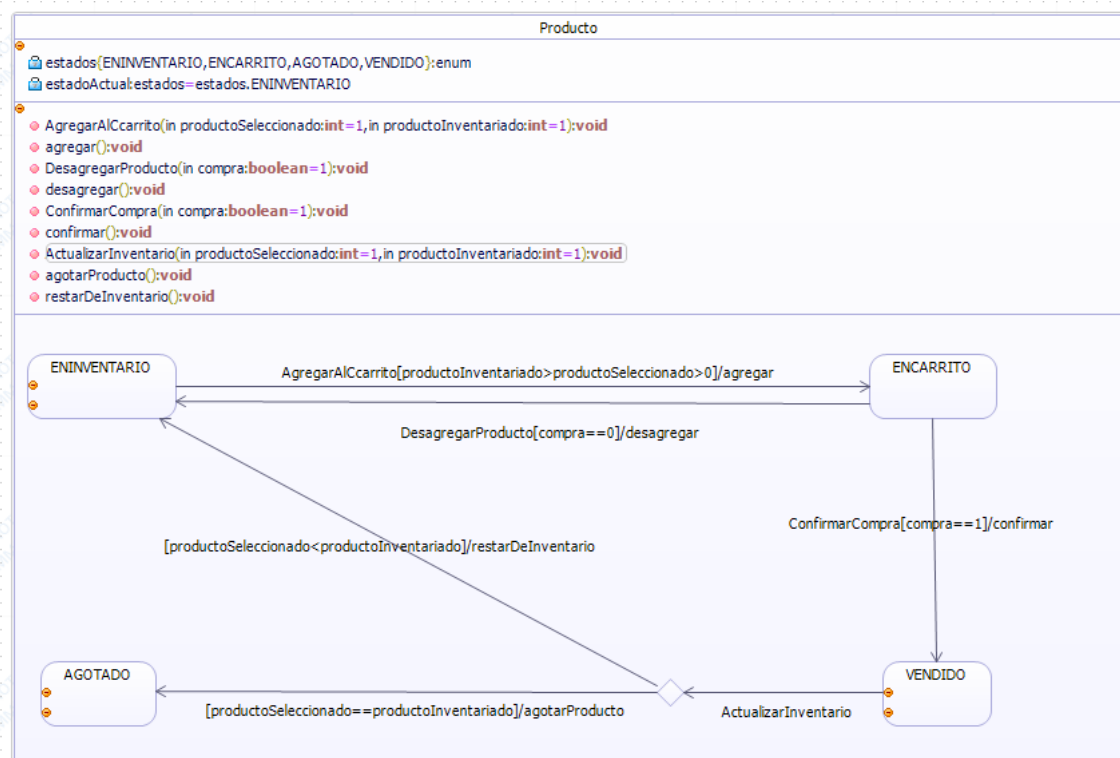 Producto
estados{ENINVENTARIO,ENCARRITO,AGOTADO,VENDIDO}:enum
estadoActual:estados=estados.ENINVENTARIO
AgregarAlCcarrito(in productoSeleccionado:int=1,in productoInventariado:int=1):void
agregar():void
DesagregarProducto(in compra:boolean=1):void
desagregar():void
ConfirmarCompra(in compra:boolean=1):void
confirmar():void
ActualizarInventario(in productoSeleccionado:int=1,in productoInventariado:int=1):void
agotarProducto():void
restarDeInventario():void
ENINVENTARIO
AgregarAlCcarrito[productoInventariado>productoSeleccionado>0]/agregar
ENCARRITO
DesagregarProducto[compra==0]/desagregar
ConfirmarCompra[compra==1]/confirmar
[productoSeleccionado<productoInventariado]/restarDeInventario
AGOTADO
VENDIDO
[productoSeleccionado==productoInventariado]/agotarProducto
ActualizarInventario